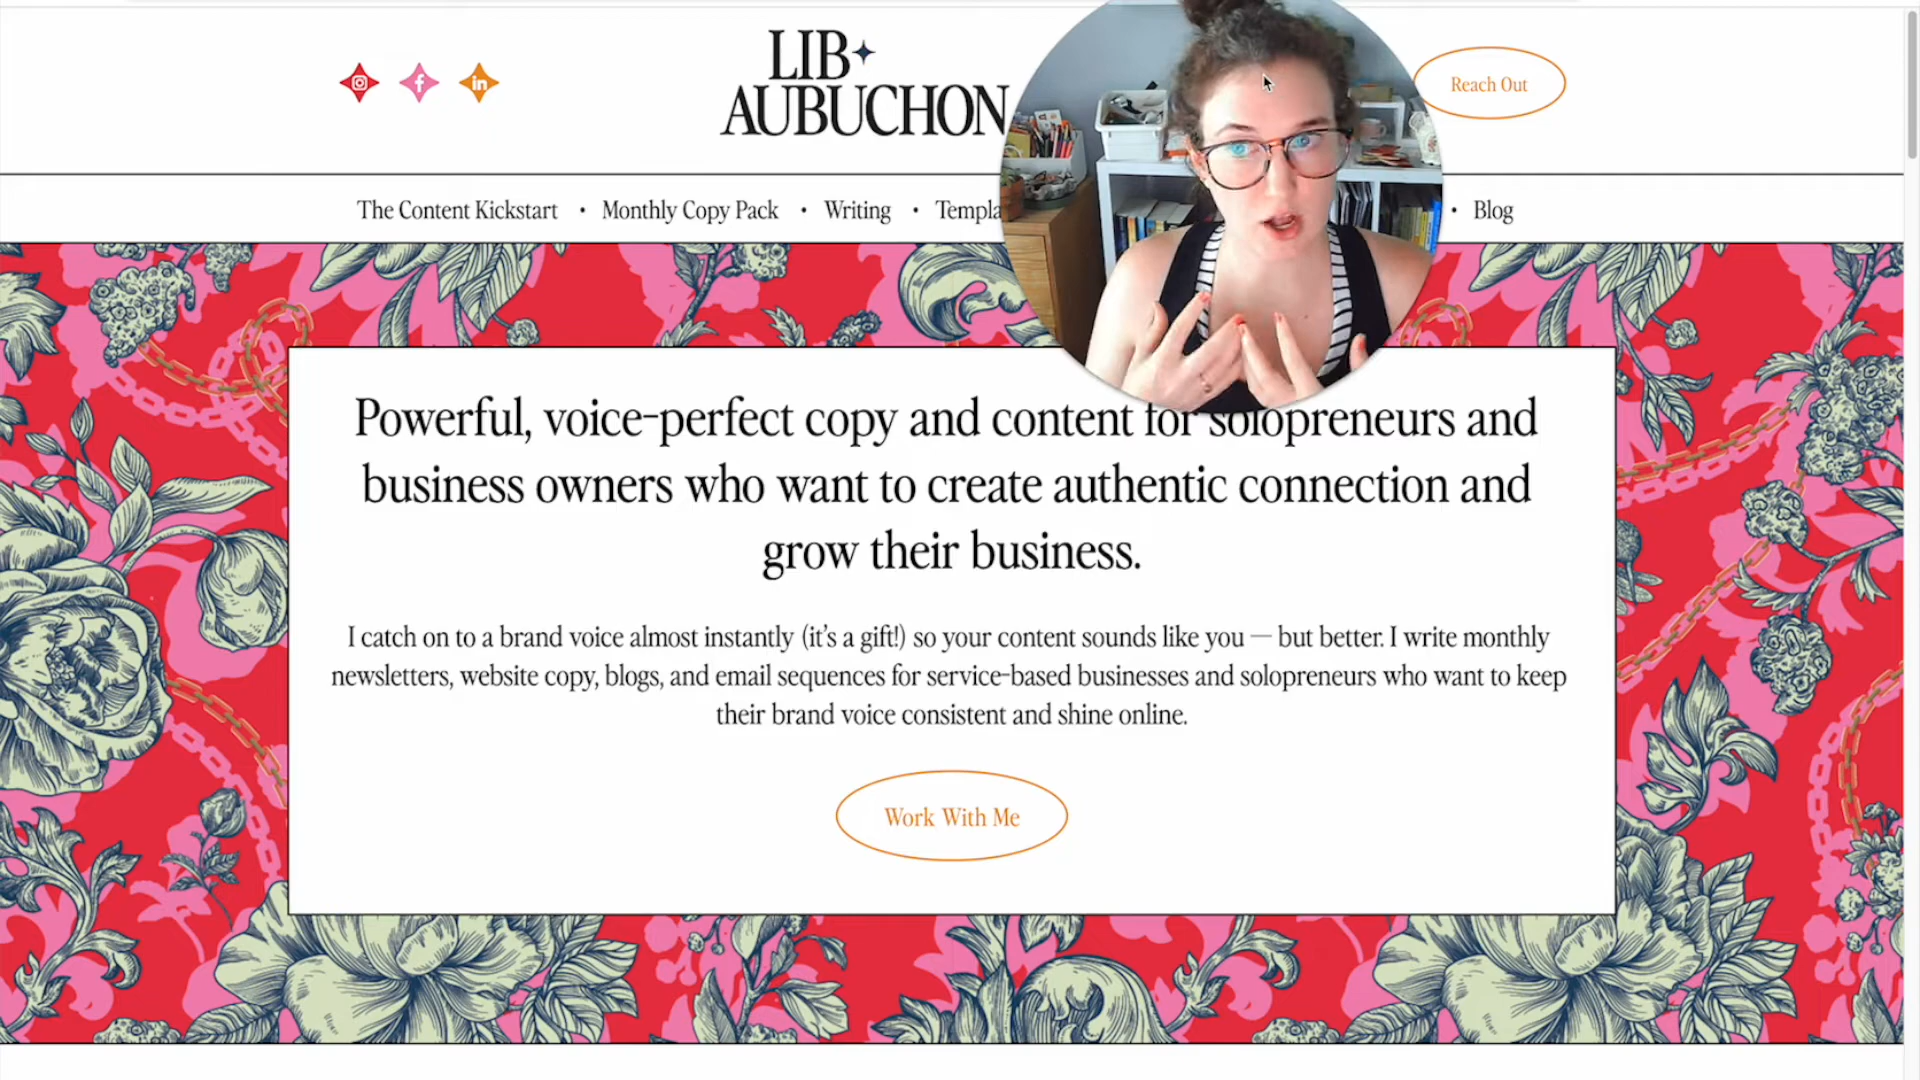 LIB
AUBUCHON
Reach Out
The Content Kickstart • Monthly Copy Pack • Writing • Templa • Blog
Powerful, voice-perfect copy and content for solopreneurs and
business owners who want to create authentic connection and
grow their business.
I catch on to a brand voice almost instantly (it's a gift!) so your content sounds like you — but better. I write monthly
newsletters, website copy, blogs, and email sequences for service-based businesses and solopreneurs who want to keep
their brand voice consistent and shine online.
Work With Me